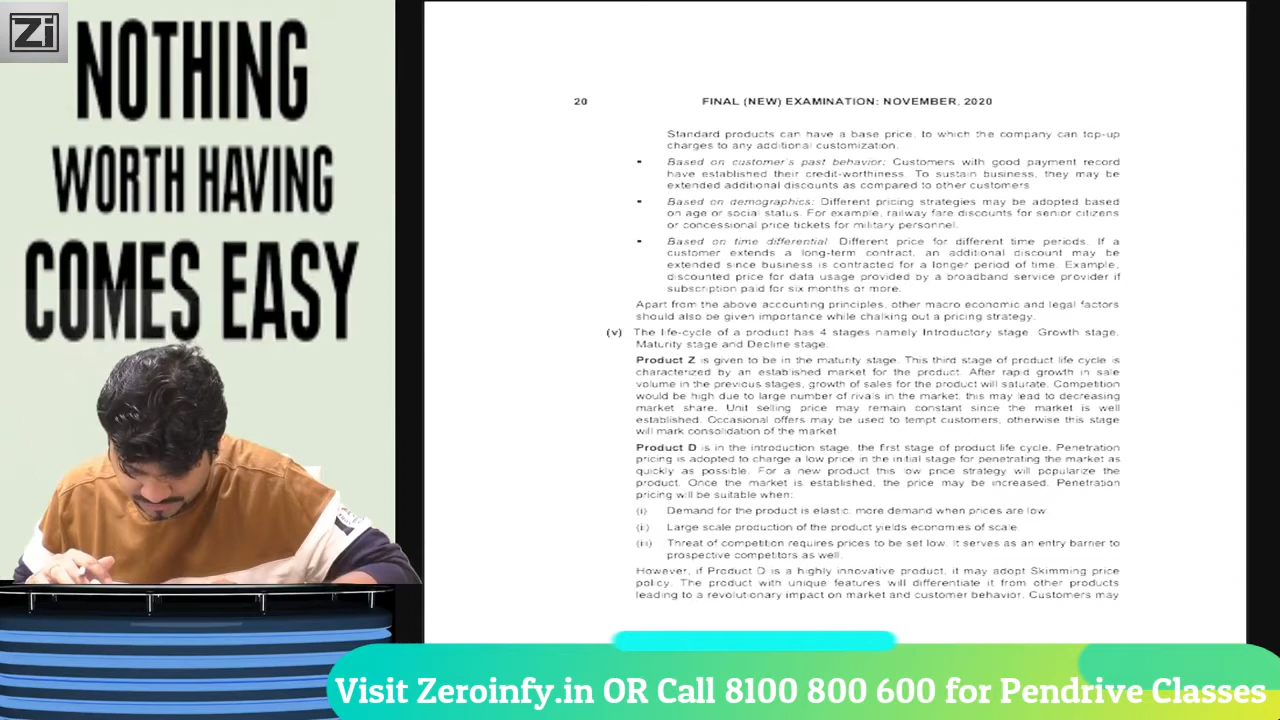 Zi
NOTHING
WORTH HAVING
COMES EASY
20 FINAL (NEW) EXAMINATION: NOVEMBER, 2020
Standard products can have a base price, to which the company can top-up
charges to any additional customization.
▪ Based on customer's past behavior: Customers with good payment record
have established their credit-worthiness. To sustain business, they may be
extended additional discounts as compared to other customers
▪ Based on demographics: Different pricing strategies may be adopted based
on age or social status. For example, railway fare discounts for senior citizens
or concessional price tickets for military personnel.
▪ Based on time differential: Different price for different time periods. If a
customer extends a long-term contract, an additional discount may be
extended since business is contracted for a longer period of time. Example,
discounted price for data usage provided by a broadband service provider if
subscription paid for six months or more.
Apart from the above accounting principles, other macro economic and legal factors
should also be given importance while chalking out a pricing strategy.
(v) The life-cycle of a product has 4 stages namely Introductory stage, Growth stage,
Maturity stage and Decline stage.
Product Z is given to be in the maturity stage. This third stage of product life cycle is
characterized by an established market for the product. After rapid growth in sale
volume in the previous stages, growth of sales for the product will saturate. Competition
would be high due to large number of rivals in the market, this may lead to decreasing
market share. Unit selling price may remain constant since the market is well
established. Occasional offers may be used to tempt customers, otherwise this stage
will mark consolidation of the market.
Product D is in the introduction stage, the first stage of product life cycle. Penetration
pricing is adopted to charge a low price in the initial stage for penetrating the market as
quickly as possible. For a new product this low price strategy will popularize the
product. Once the market is established, the price may be increased. Penetration
pricing will be suitable when:
(i) Demand for the product is elastic, more demand when prices are low.
(ii) Large scale production of the product yields economies of scale
(iii) Threat of competition requires prices to be set low. It serves as an entry barrier to
prospective competitors as well.
However, if Product D is a highly innovative product, it may adopt Skimming price
policy. The product with unique features will differentiate it from other products
leading to a revolutionary impact on market and customer behavior. Customers may
Visit Zeroinfy.in OR Call 8100 800 600 for Pendrive Classes